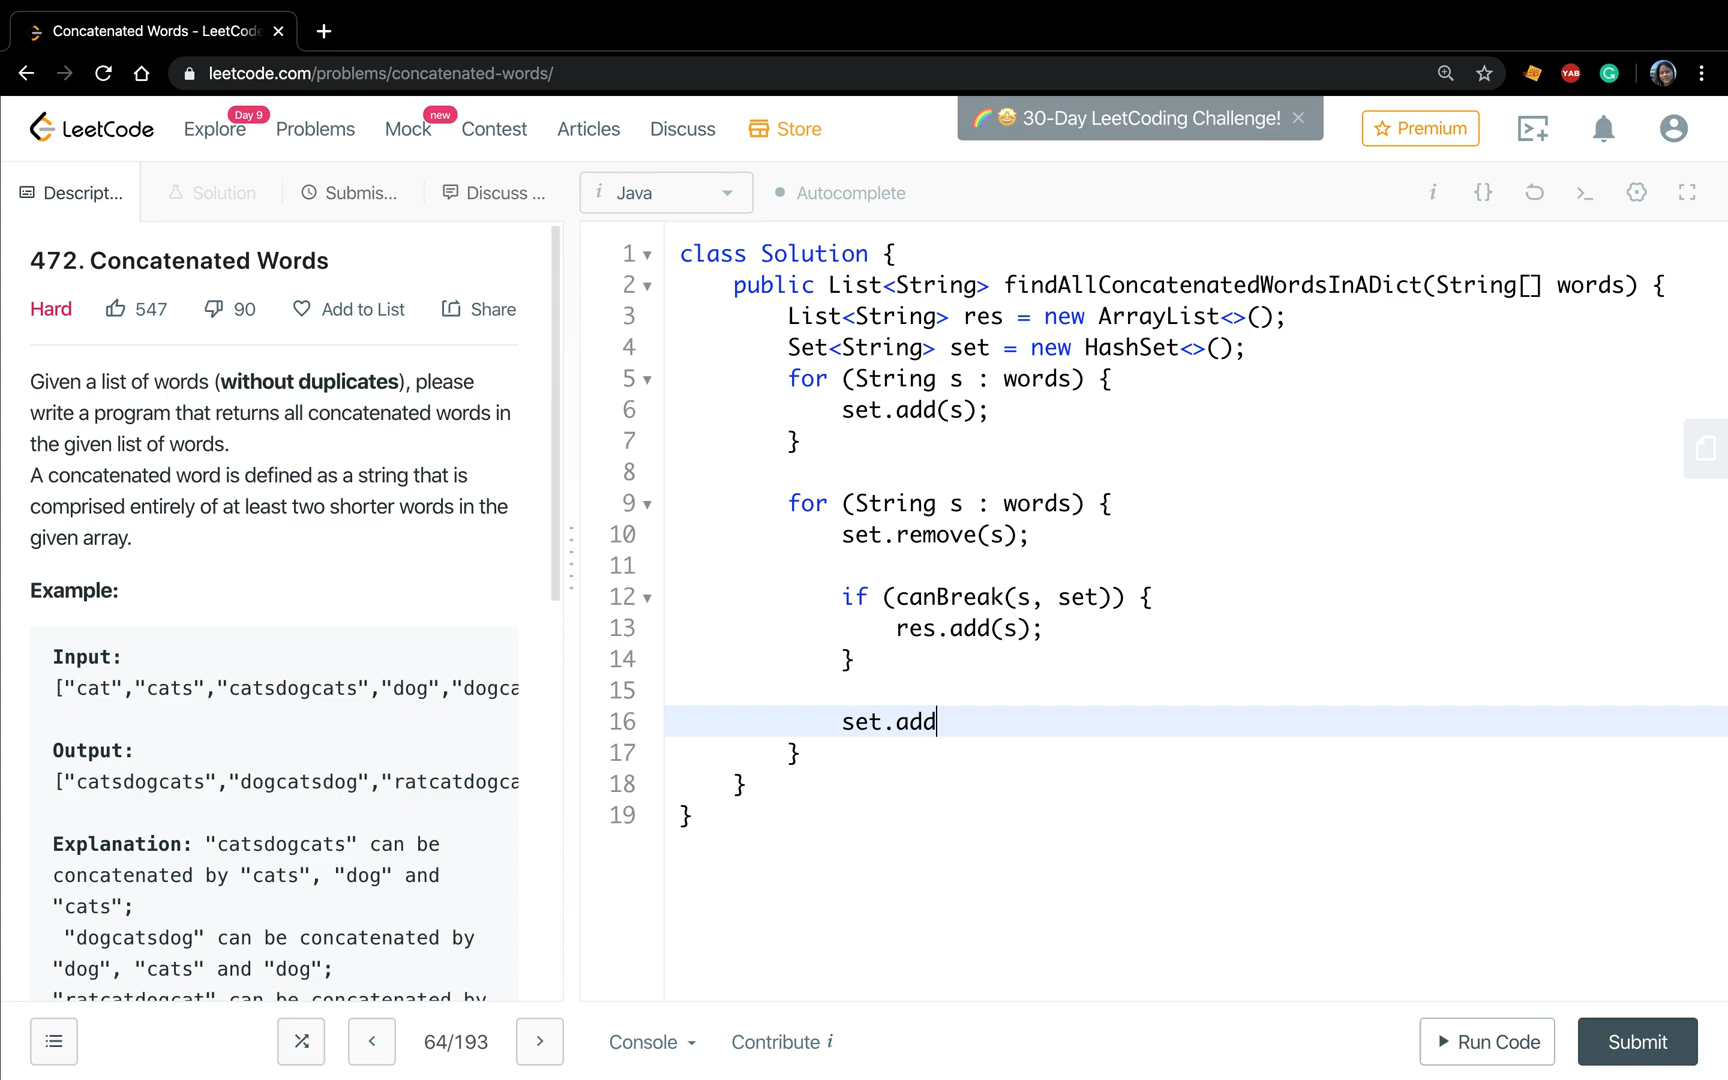 Concatenated Words - LeetCode
leetcode.com/problems/concatenated-words/
YAB
LeetCode
Explore
Day 9
Problems
Mock
new
Contest
Articles
Discuss
Store
30-Day LeetCoding Challenge!
Premium
Descript...
Solution
Submis...
Discuss ...
i Java
Autocomplete
i {}
472. Concatenated Words
Hard 547 90 Add to List Share
Given a list of words (without duplicates), please
write a program that returns all concatenated words in
the given list of words.
A concatenated word is defined as a string that is
comprised entirely of at least two shorter words in the
given array.
Example:
Input:
["cat","cats","catsdogcats","dog","dogca
Output:
["catsdogcats","dogcatsdog","ratcatdogca
Explanation: "catsdogcats" can be
concatenated by "cats", "dog" and
"cats";
"dogcatsdog" can be concatenated by
"dog", "cats" and "dog";
"ratcatdogcat" can be concatenated by
1 class Solution {
2 public List<String> findAllConcatenatedWordsInADict(String[] words) {
3 List<String> res = new ArrayList<>();
4 Set<String> set = new HashSet<>();
5 for (String s : words) {
6 set.add(s);
7 }
8
9 for (String s : words) {
10 set.remove(s);
11
12 if (canBreak(s, set)) {
13 res.add(s);
14 }
15
16 set.add
17 }
18 }
19 }
64/193
Console
Contribute i
Run Code
Submit